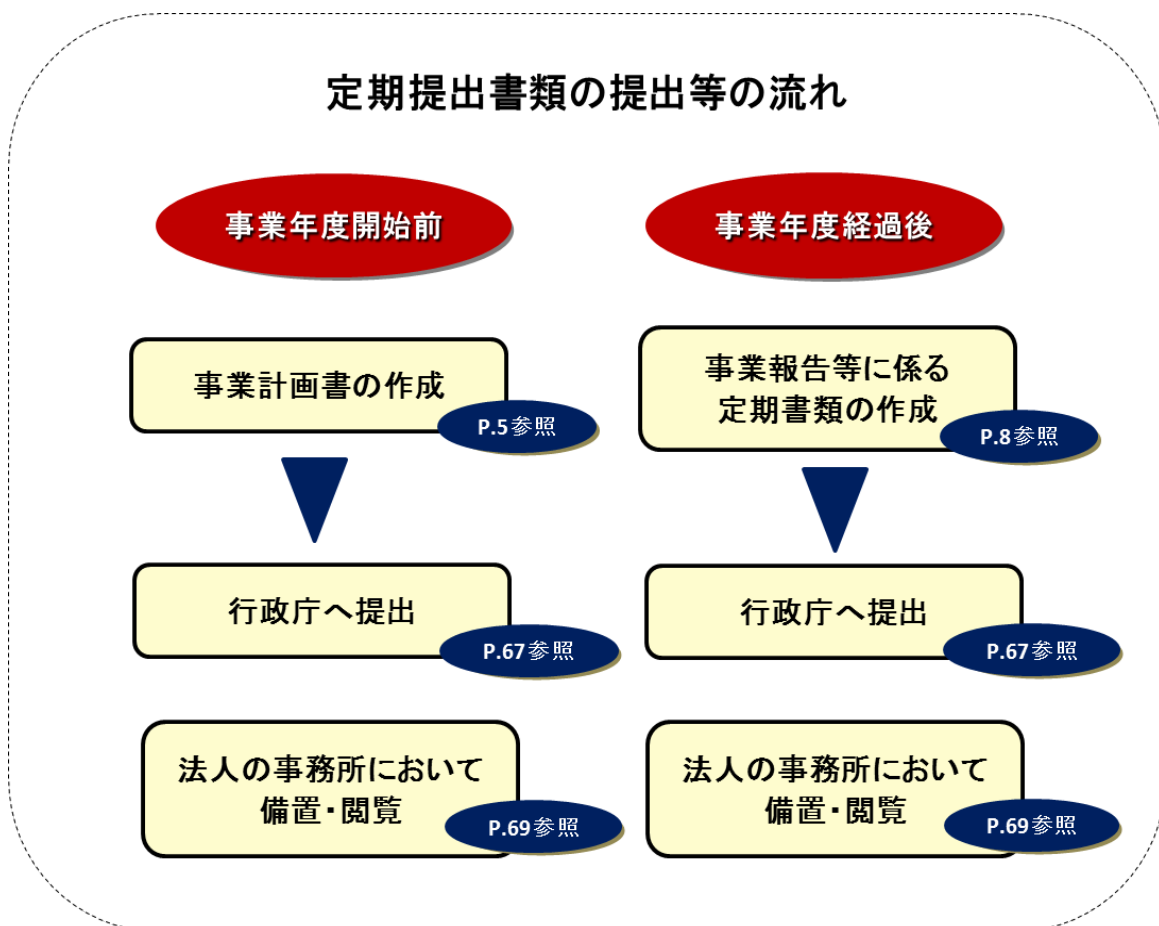 定期提出書類の提出等の流れ
事業年度開始前
事業計画書の作成
P.5参照
行政庁へ提出
P.67参照
法人の事務所において
備置・閲覧
P.69参照
事業年度経過後
事業報告等に係る
定期書類の作成
P.8参照
行政庁へ提出
P.67参照
法人の事務所において
備置・閲覧
P.69参照